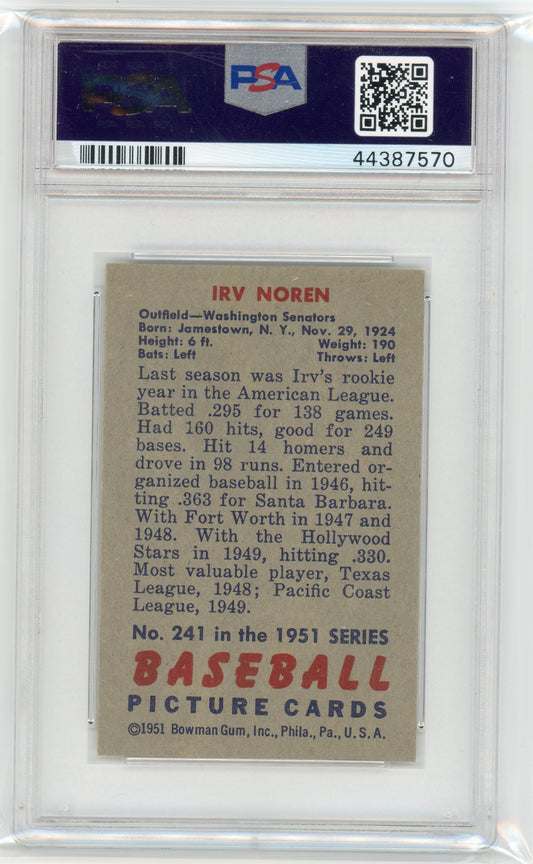 PSA
44387570
IRV NOREN
Outfield—Washington Senators
Born: Jamestown, N. Y., Nov. 29, 1924
Height: 6 ft. Weight: 190
Bats: Left Throws: Left
Last season was Irv's rookie
year in the American League.
Batted .295 for 138 games.
Had 160 hits, good for 249
bases. Hit 14 homers and
drove in 98 runs. Entered or-
ganized baseball in 1946, hit-
ting .363 for Santa Barbara.
With Fort Worth in 1947 and
1948. With the Hollywood
Stars in 1949, hitting .330.
Most valuable player, Texas
League, 1948; Pacific Coast
League, 1949.
No. 241 in the 1951 SERIES
BASEBALL
PICTURE CARDS
©1951 Bowman Gum, Inc., Phila., Pa., U. S. A.